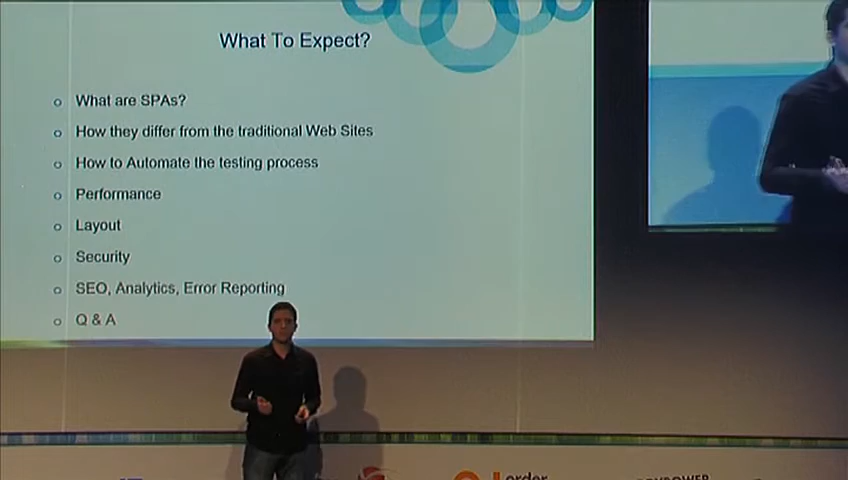 What To Expect?
What are SPAs?
How they differ from the traditional Web Sites
How to Automate the testing process
Performance
Layout
Security
SEO, Analytics, Error Reporting
Q & A
order